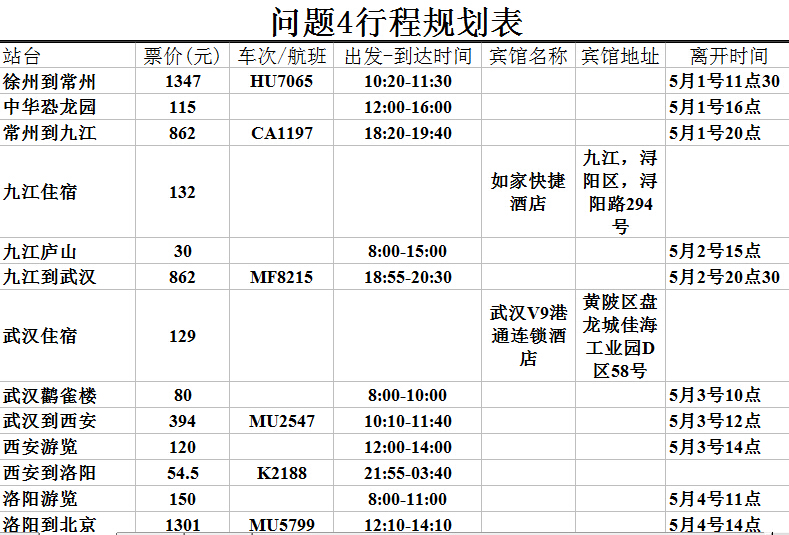 问题4行程规划表
站台 票价(元) 车次/航班 出发-到达时间 宾馆名称 宾馆地址 离开时间
徐州到常州 1347 HU7065 10:20-11:30 5月1号11点30
中华恐龙园 115 12:00-16:00 5月1号16点
常州到九江 862 CA1197 18:20-19:40 5月1号20点
九江住宿 132 如家快捷酒店 九江，浔阳区，浔阳路294号
九江庐山 30 8:00-15:00 5月2号15点
九江到武汉 862 MF8215 18:55-20:30 5月2号20点30
武汉住宿 129 武汉V9港通连锁酒店 黄陂区盘龙城佳海工业园D区58号
武汉鹳雀楼 80 8:00-10:00 5月3号10点
武汉到西安 394 MU2547 10:10-11:40 5月3号12点
西安游览 120 12:00-14:00 5月3号14点
西安到洛阳 54.5 K2188 21:55-03:40
洛阳游览 150 8:00-11:00 5月4号11点
洛阳到北京 1301 MU5799 12:10-14:10 5月4号14点